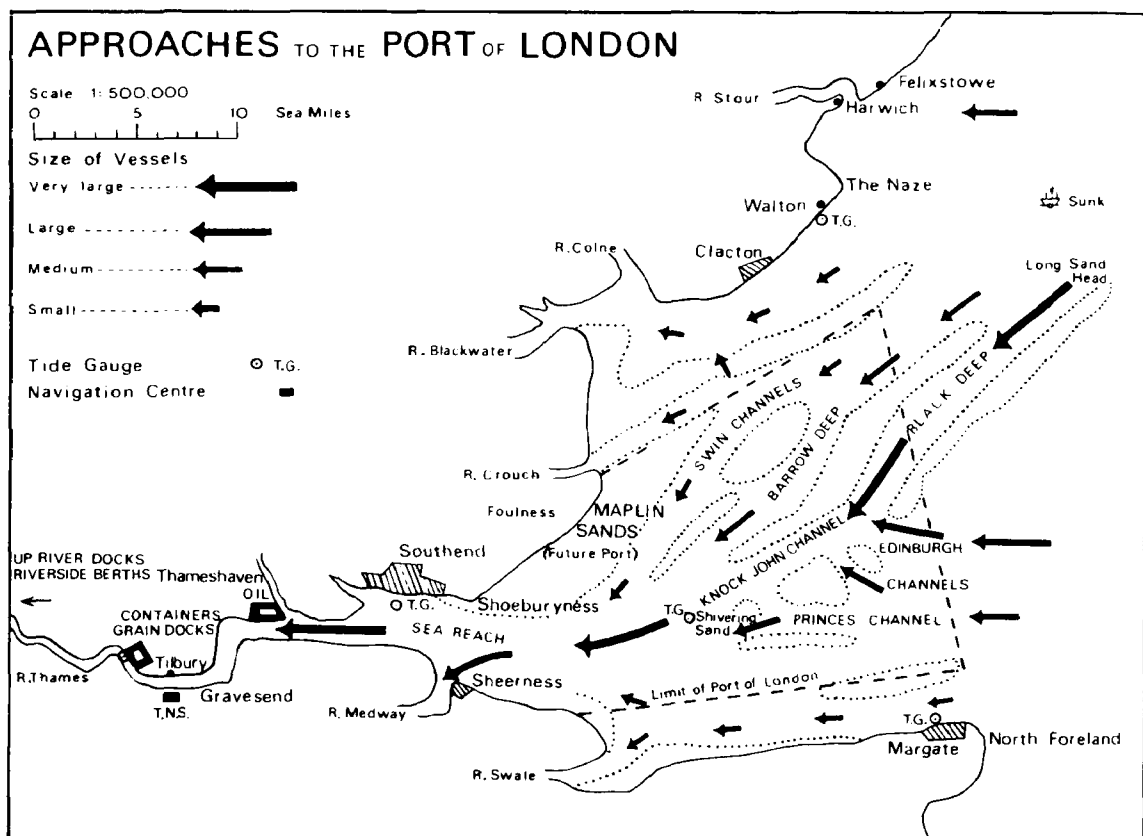 APPROACHES TO THE PORT OF LONDON
Scale 1:500,000
0 5 10 Sea Miles
Size of Vessels
Very large
Large
Medium
Small
Tide Gauge T.G.
Navigation Centre
Felixstowe
R. Stour
Harwich
The Naze
Walton
T.G.
Sunk
R. Colne
Clacton
Long Sand
Head
R. Blackwater
SWIN CHANNELS
BARROW DEEP
BLACK DEEP
R. Crouch
Foulness
MAPLIN
SANDS
(Future Port)
KNOCK JOHN CHANNEL
EDINBURGH
CHANNELS
Southend
UP RIVER DOCKS
RIVERSIDE BERTHS
Thameshaven
OIL
T.G.
Shoeburyness
T.G.
Shivering
Sand
PRINCES CHANNEL
CONTAINERS
GRAIN DOCKS
SEA REACH
Tilbury
R. Thames
Gravesend
Sheerness
Limit of Port of London
T.N.S.
R. Medway
T.G.
Margate
North Foreland
R. Swale